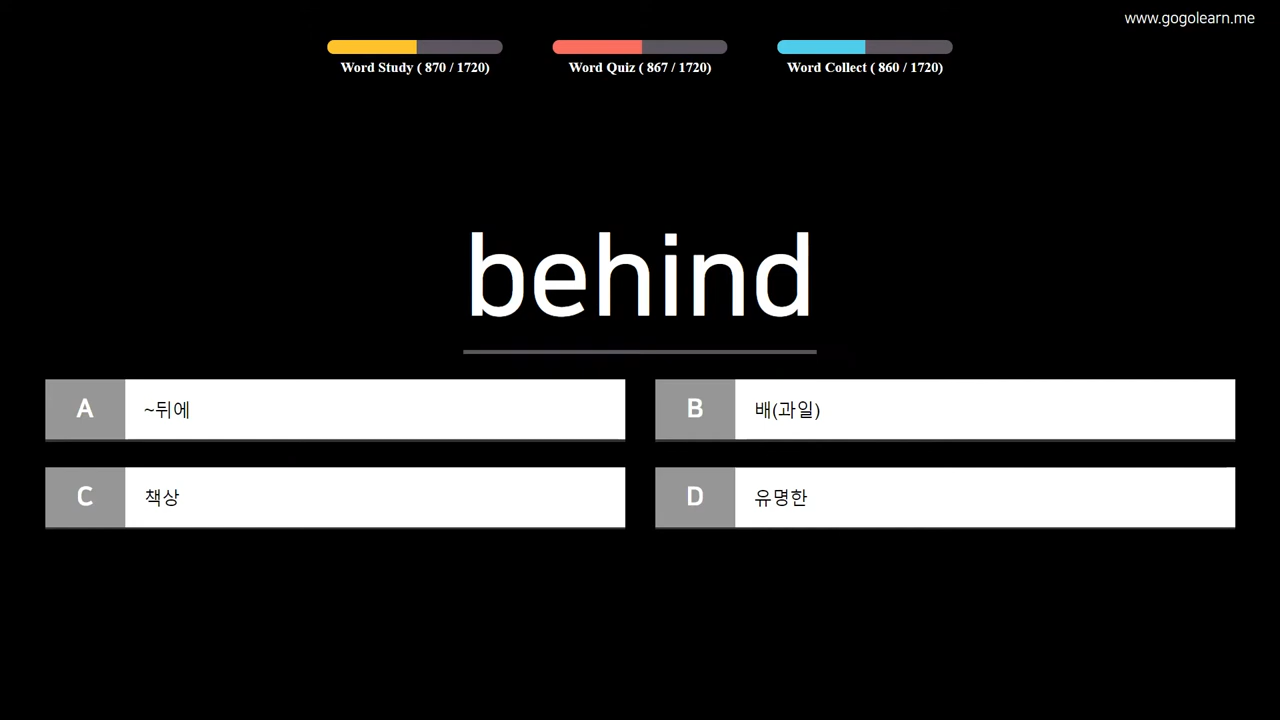 www.gogolearn.me
Word Study ( 870 / 1720)
Word Quiz ( 867 / 1720)
Word Collect ( 860 / 1720)
behind
A ~뒤에
B 배(과일)
C 책상
D 유명한